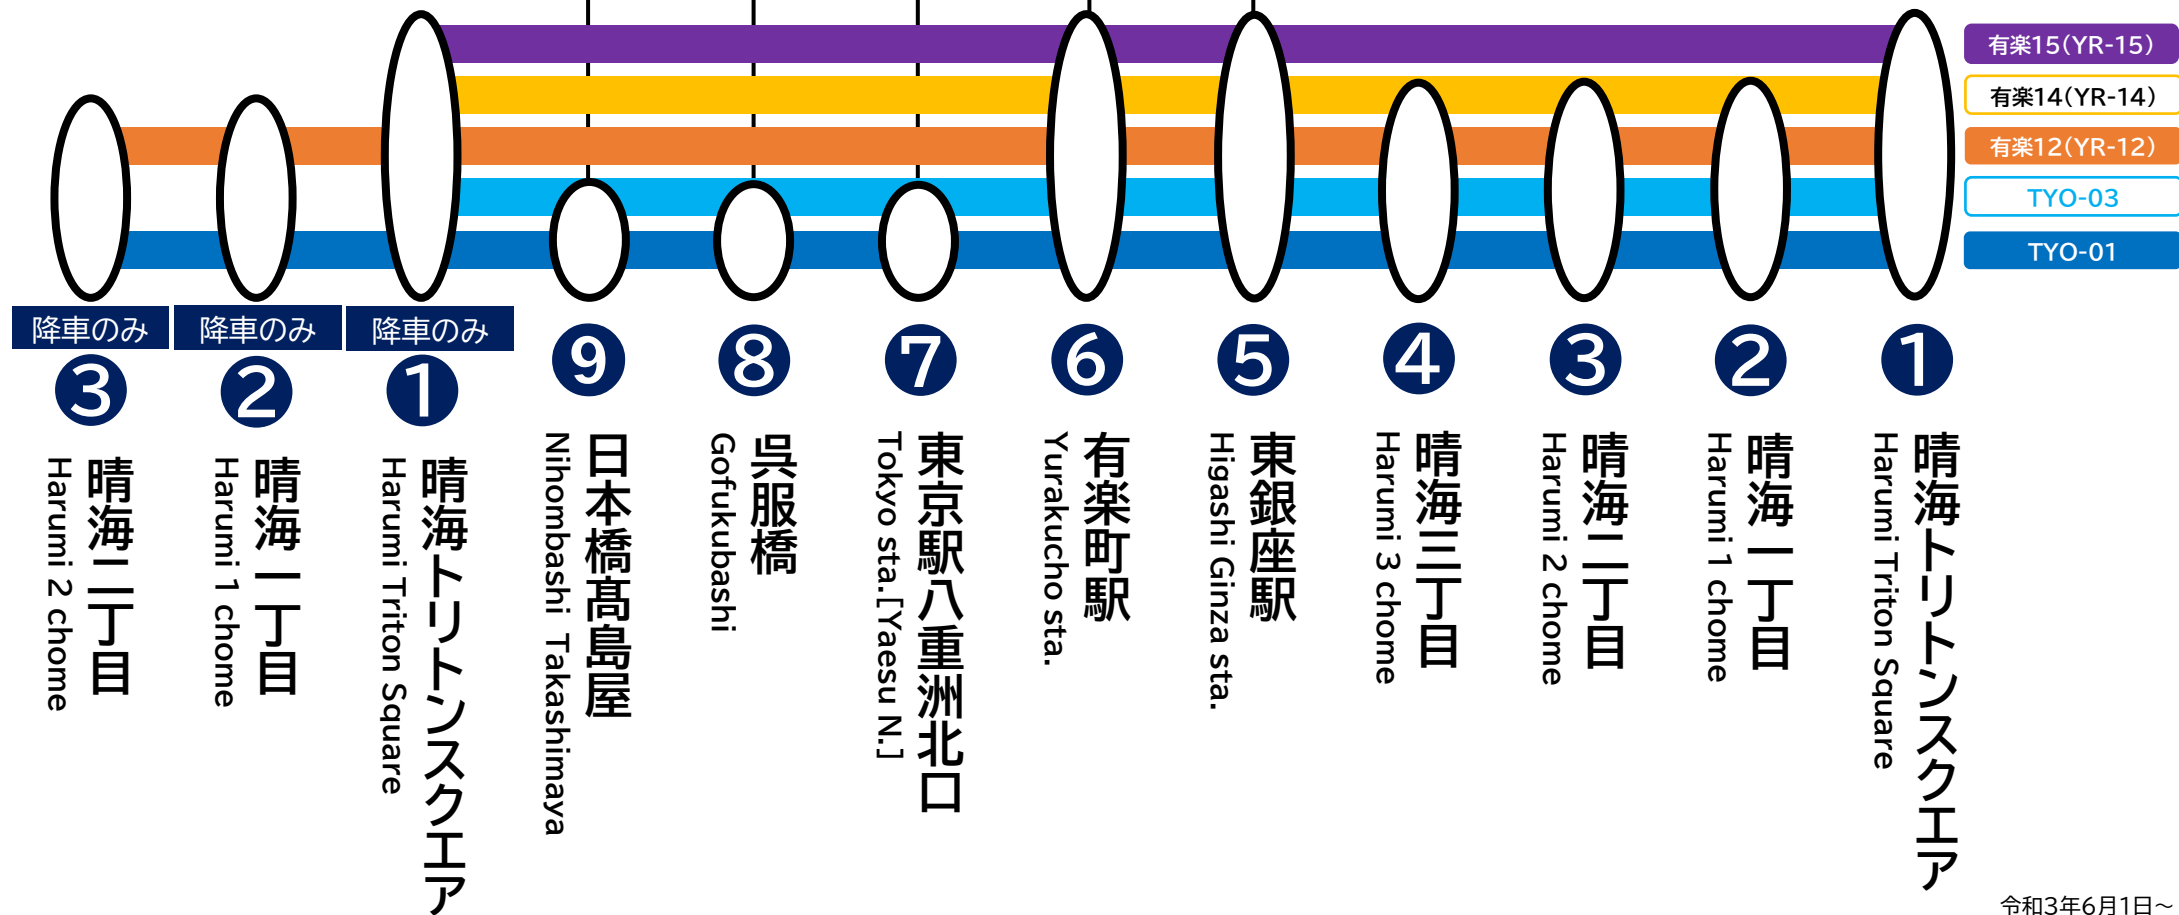 有楽15(YR-15)
有楽14(YR-14)
有楽12(YR-12)
TYO-03
TYO-01
降車のみ
降車のみ
降車のみ
3
2
1
9
8
7
6
5
4
3
2
1
晴海二丁目
Harumi 2 chome
晴海一丁目
Harumi 1 chome
晴海トリトンスクエア
Harumi Triton Square
日本橋髙島屋
Nihombashi Takashimaya
呉服橋
Gofukubashi
東京駅八重洲北口
Tokyo sta.[Yaesu N.]
有楽町駅
Yurakucho sta.
東銀座駅
Higashi Ginza sta.
晴海三丁目
Harumi 3 chome
晴海二丁目
Harumi 2 chome
晴海一丁目
Harumi 1 chome
晴海トリトンスクエア
Harumi Triton Square
令和3年6月1日～